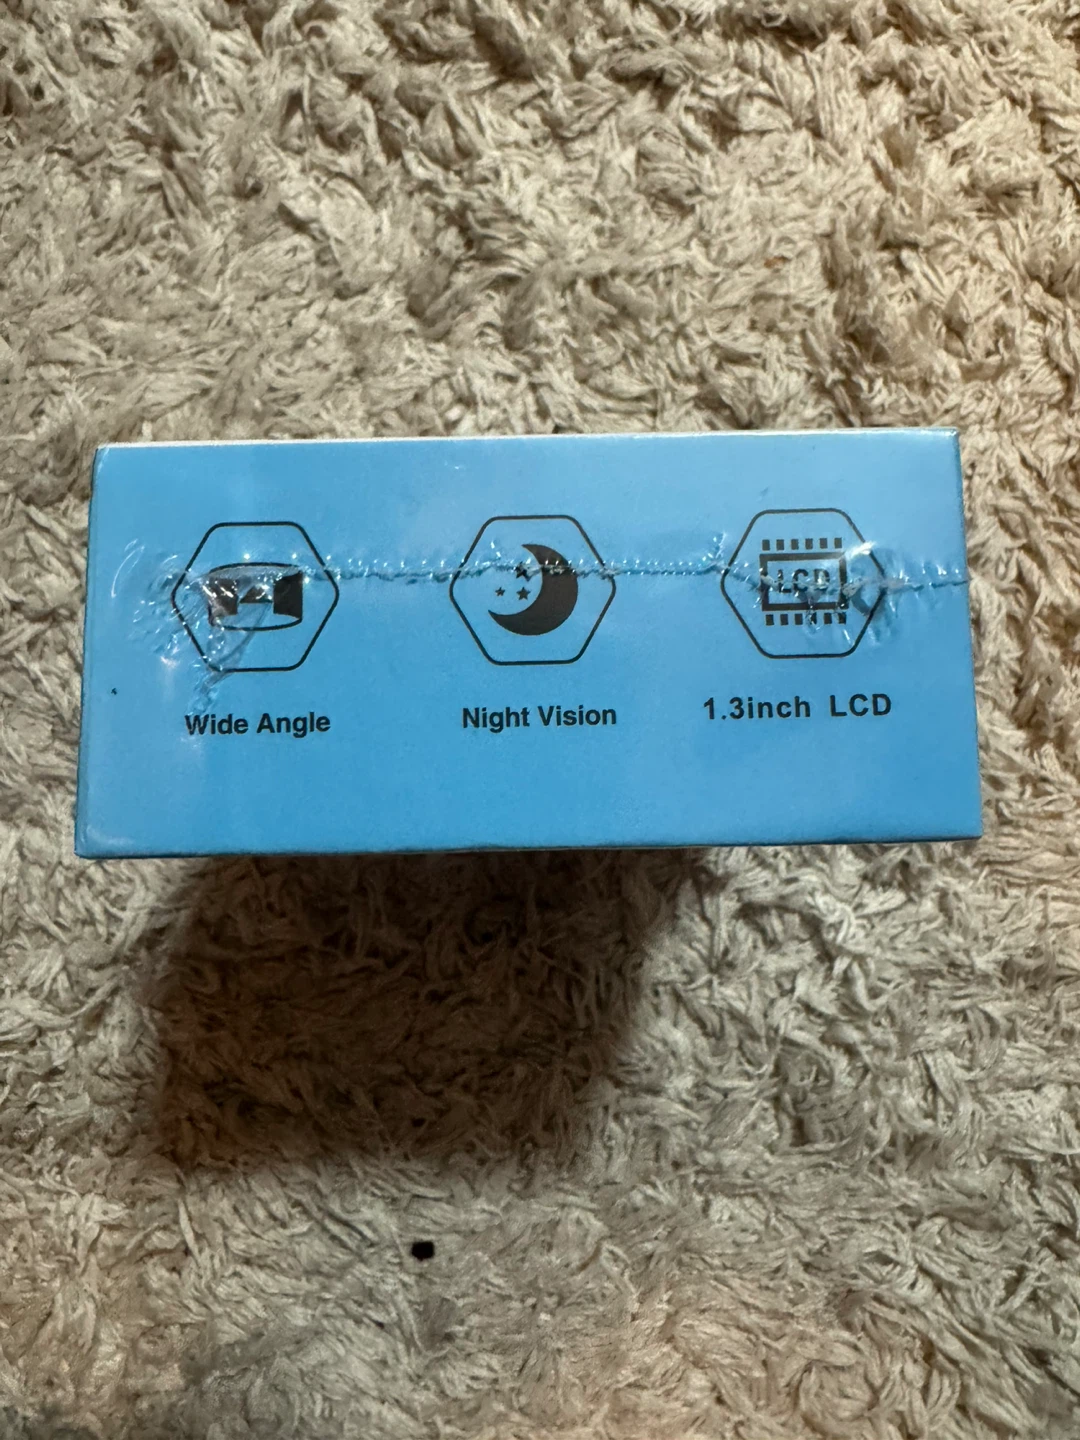 LCD
Wide Angle
Night Vision
1.3inch LCD